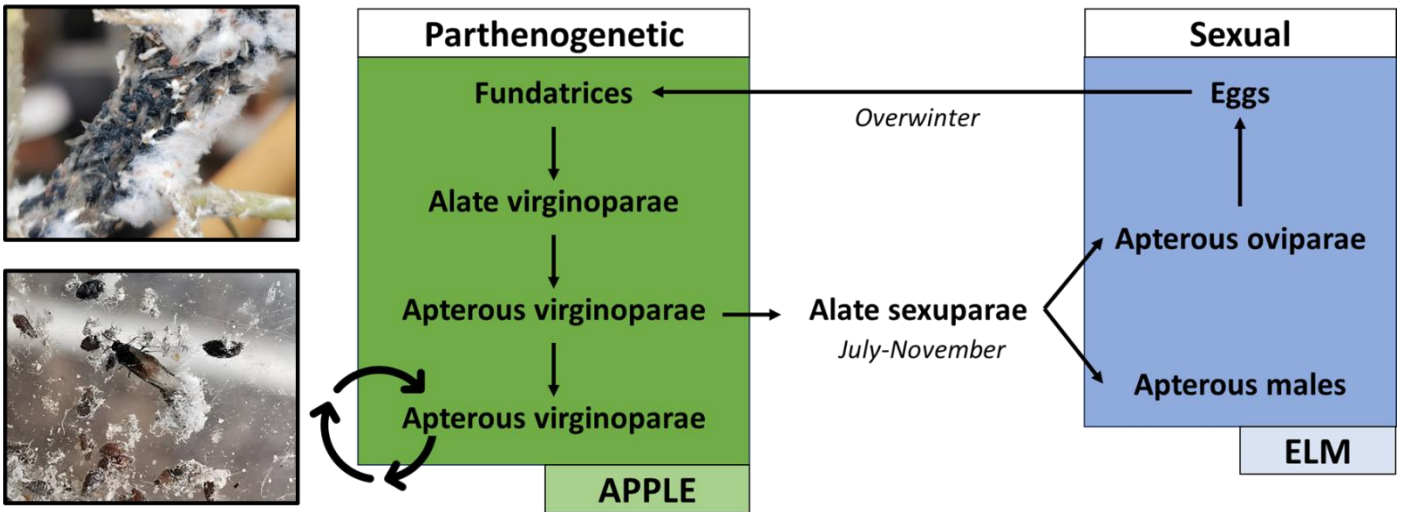 Parthenogenetic
Sexual
Fundatrices
Eggs
Overwinter
Alate virginoparae
Apterous oviparae
Apterous virginoparae
Alate sexuparae
July-November
Apterous males
Apterous virginoparae
ELM
APPLE